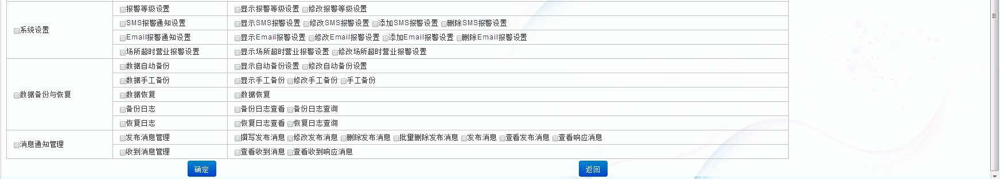 报警等级设置 显示报警等级设置 修改报警等级设置
系统设置 SMS报警通知设置 显示SMS报警设置 修改SMS报警设置 添加SMS报警设置 删除SMS报警设置
Email报警通知设置 显示Email报警设置 修改Email报警设置 添加Email报警设置 删除Email报警设置
场所超时营业报警设置 显示场所超时营业报警设置 修改场所超时营业报警设置
数据自动备份 显示自动备份设置 修改自动备份设置
数据手工备份 显示手工备份 修改手工备份 手工备份
数据备份与恢复 数据恢复 数据恢复
备份日志 备份日志查看 备份日志查询
恢复日志 恢复日志查看 恢复日志查询
消息通知管理 发布消息管理 撰写发布消息 修改发布消息 删除发布消息 批量删除发布消息 发布消息 查看发布消息 查看响应消息
收到消息管理 查看收到消息 查看收到响应消息
确定 返回